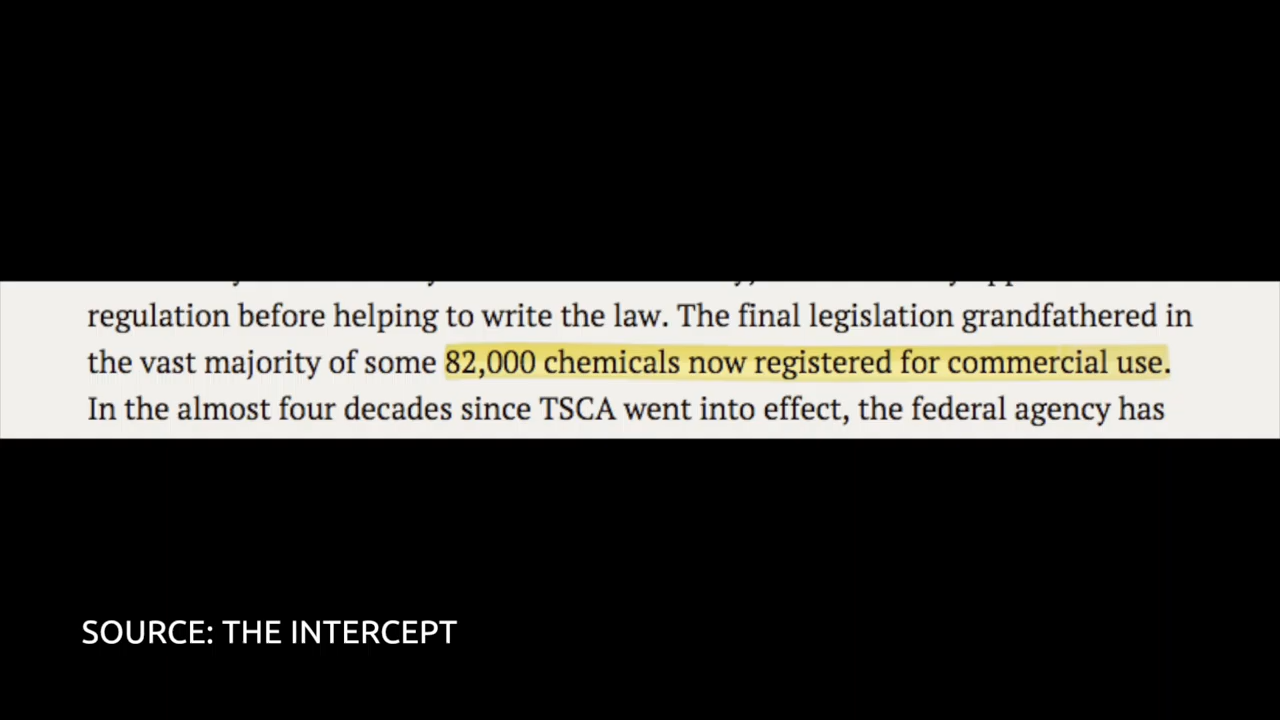 regulation before helping to write the law. The final legislation grandfathered in
the vast majority of some 82,000 chemicals now registered for commercial use.
In the almost four decades since TSCA went into effect, the federal agency has
SOURCE: THE INTERCEPT